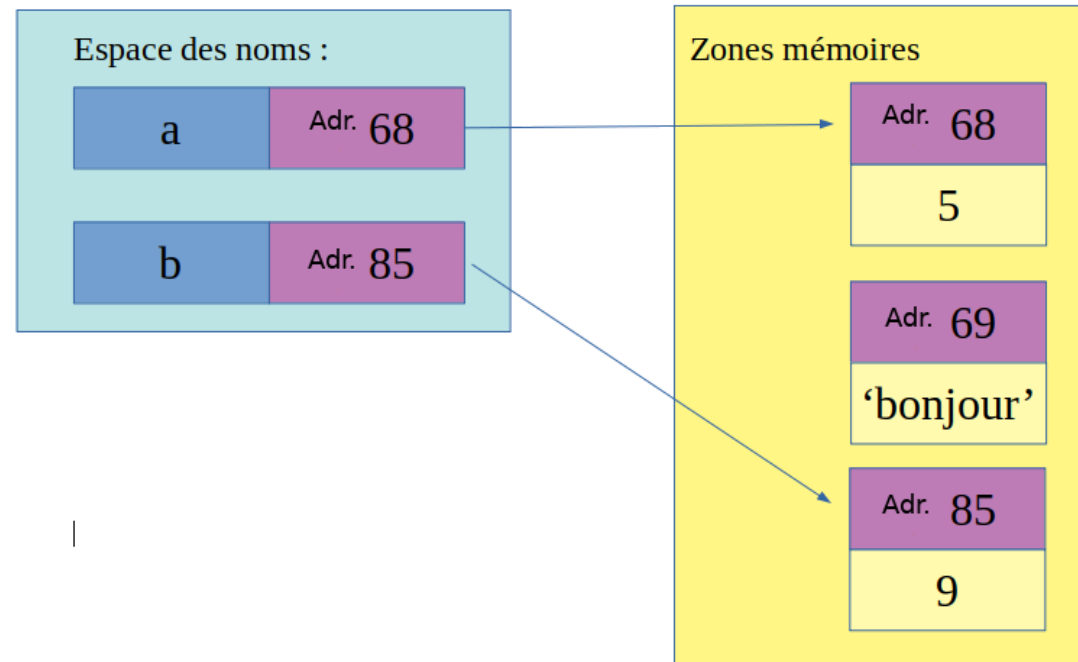 Espace des noms :
a Adr. 68
b Adr. 85
Zones mémoires
Adr. 68
5
Adr. 69
‘bonjour’
Adr. 85
9